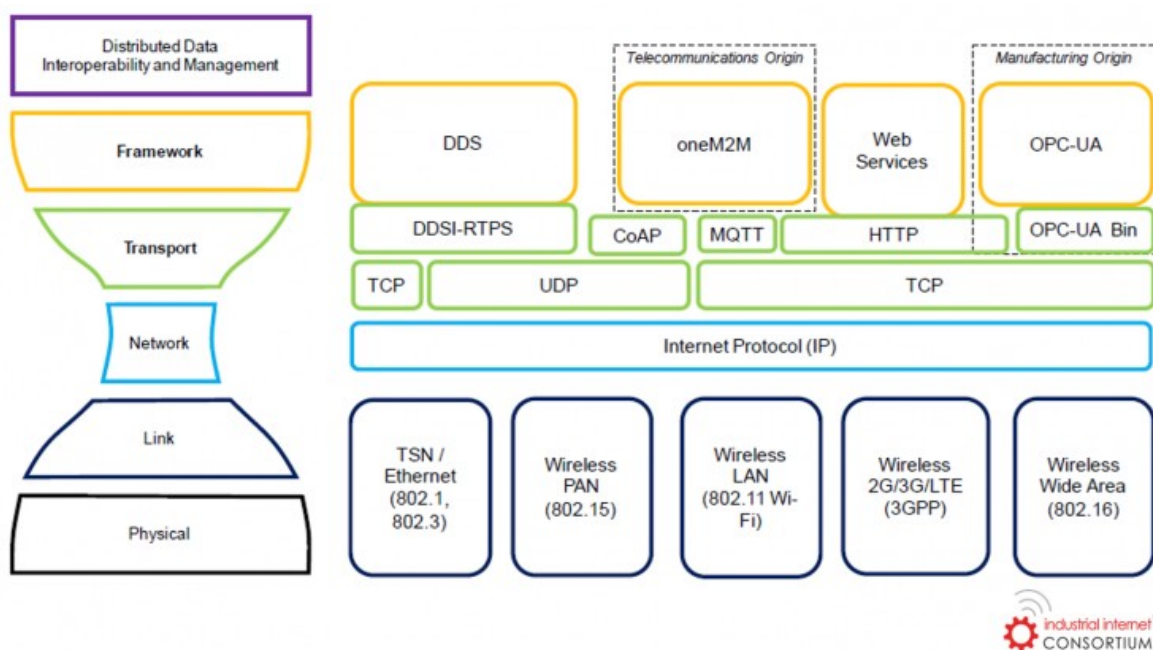 Distributed Data
Interoperability and Management
Framework
Transport
Network
Link
Physical
Telecommunications Origin
Manufacturing Origin
DDS
oneM2M
Web
Services
OPC-UA
DDSI-RTPS
CoAP
MQTT
HTTP
OPC-UA Bin
TCP
UDP
TCP
Internet Protocol (IP)
TSN /
Ethernet
(802.1,
802.3)
Wireless
PAN
(802.15)
Wireless
LAN
(802.11 Wi-
Fi)
Wireless
2G/3G/LTE
(3GPP)
Wireless
Wide Area
(802.16)
industrial internet
CONSORTIUM